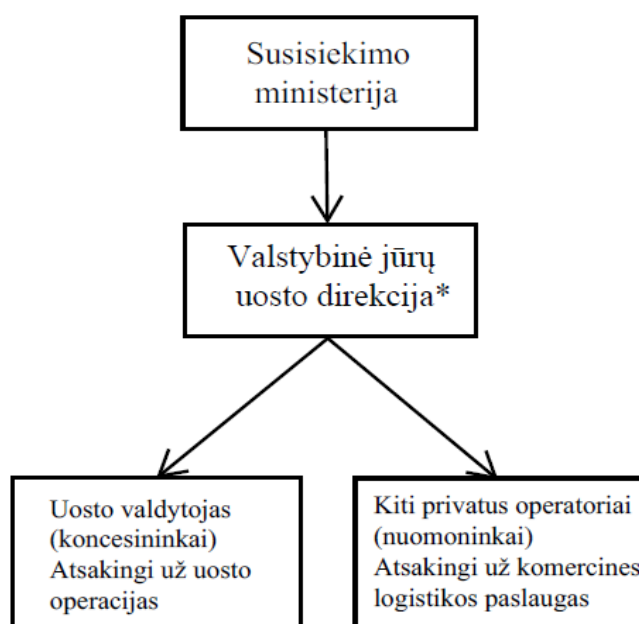 Susisiekimo
ministerija
Valstybinė jūrų
uosto direkcija*
Uosto valdytojas
(koncesininkai)
Atsakingi už uosto
operacijas
Kiti privatus operatoriai
(nuomoninkai)
Atsakingi už komercines
logistikos paslaugas